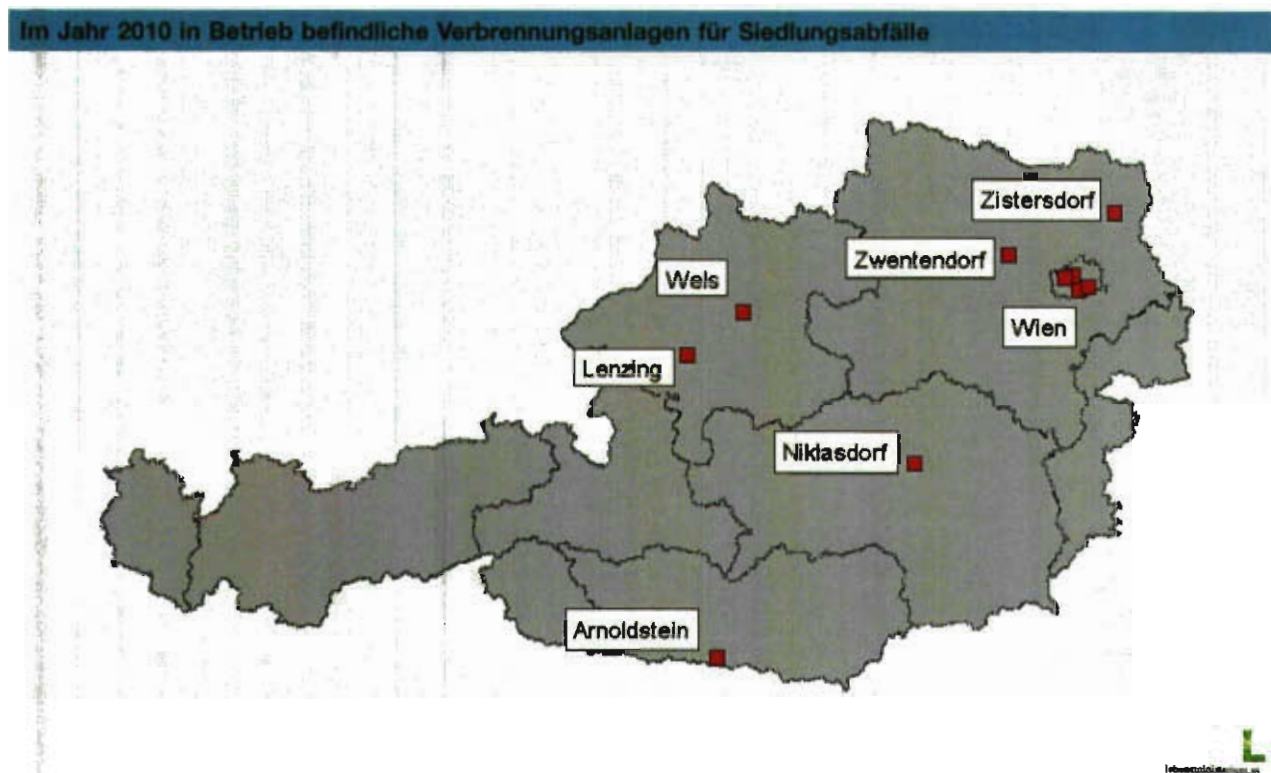 Im Jahr 2010 in Betrieb befindliche Verbrennungsanlagen für Siedlungsabfälle
Zistersdorf
Zwentendorf
Wels
Wien
Lenzing
Niklasdorf
Arnoldstein